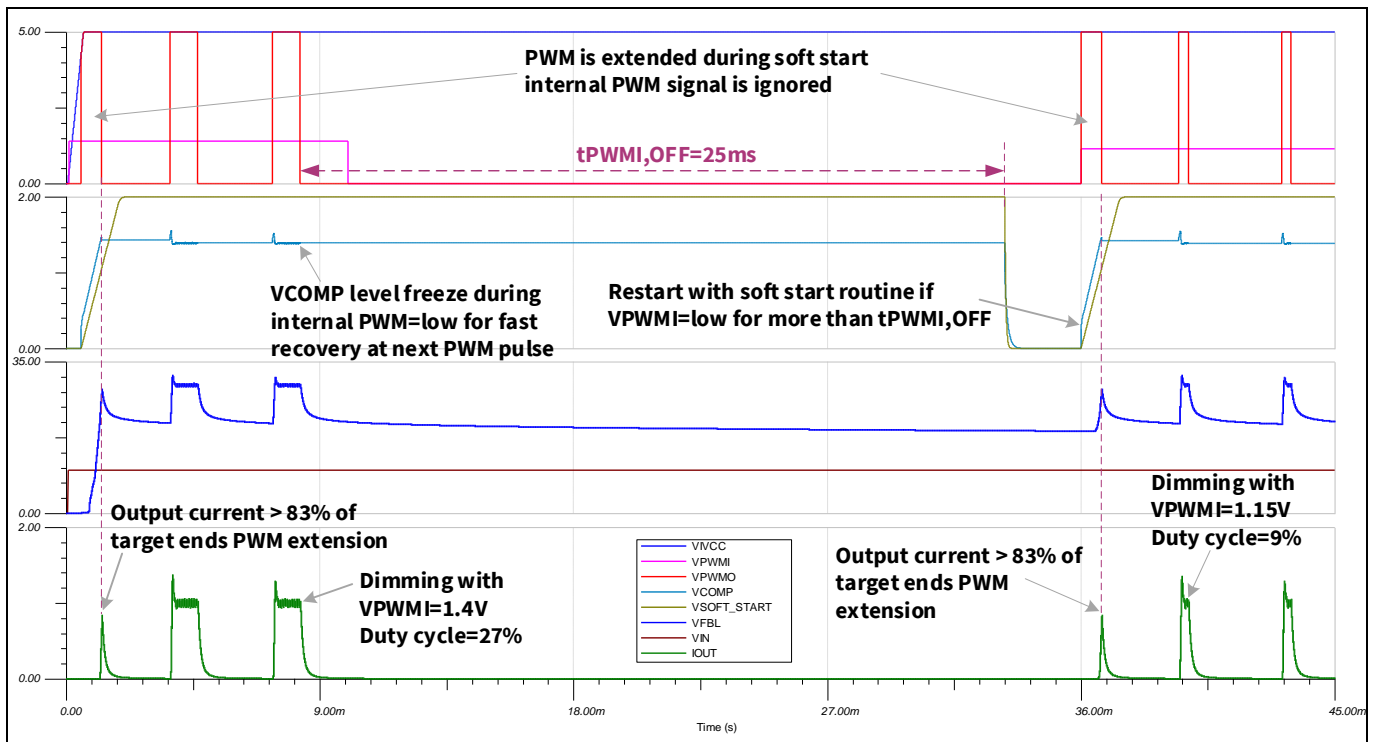 5.00
PWM is extended during soft start
internal PWM signal is ignored
tPWMI,OFF=25ms
0.00
2.00
VCOMP level freeze during
internal PWM=low for fast
recovery at next PWM pulse
Restart with soft start routine if
VPWMI=low for more than tPWMI,OFF
0.00
35.00
Dimming with
VPWMI=1.15V
Duty cycle=9%
0.00
Output current > 83% of
target ends PWM extension
2.00
Dimming with
VPWMI=1.4V
Duty cycle=27%
VIVCC
VPWMI
VPWMO
VCOMP
VSOFT_START
VFBL
VIN
IOUT
Output current > 83% of
target ends PWM
extension
0.00
0.00 9.00m 18.00m 27.00m 36.00m 45.00m
Time (s)